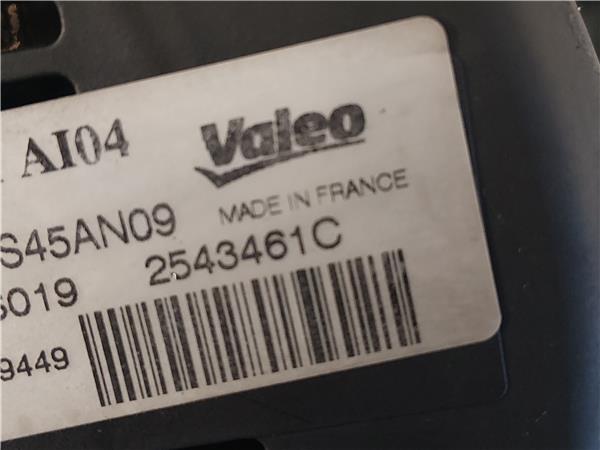 AI04
Valeo
MADE IN FRANCE
S45AN09
2543461C
6019
9449